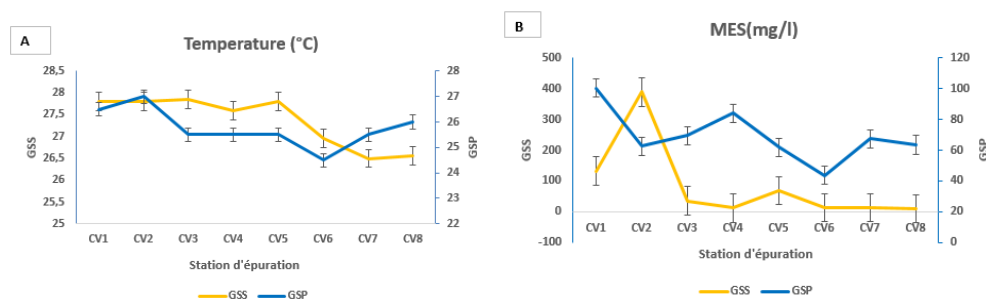 A
Temperature (°C)
28,5
28
27,5
27
26,5
26
25,5
25
GSS
28
27
26
25
24
23
22
GSP
CV1 CV2 CV3 CV4 CV5 CV6 CV7 CV8
Station d'épuration
GSS GSP
B
MES(mg/l)
500
400
300
200
100
0
-100
GSS
120
100
80
60
40
20
0
GSP
CV1 CV2 CV3 CV4 CV5 CV6 CV7 CV8
Station d'épuration
GSS GSP